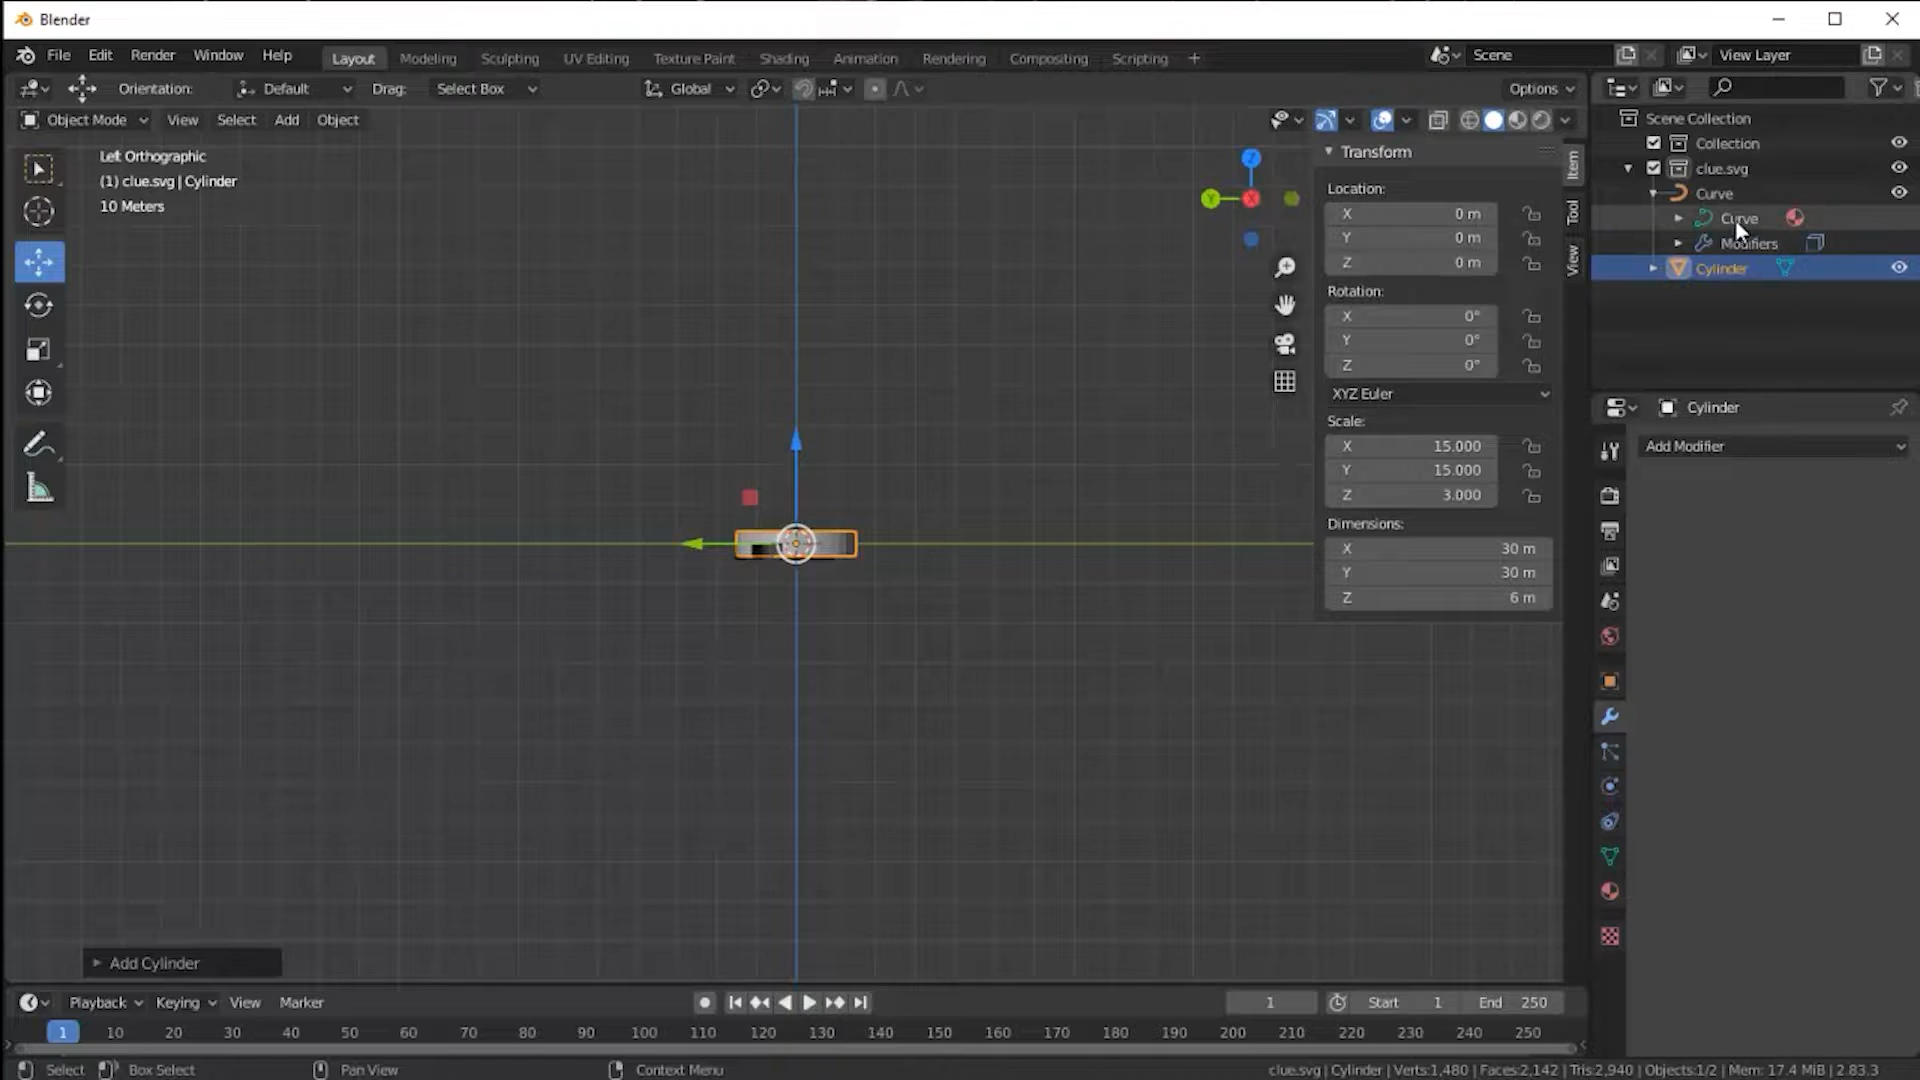 Blender
File Edit Render Window Help Layout Modeling Sculpting UV Editing Texture Paint Shading Animation Rendering Compositing Scripting + Scene View Layer
Orientation: Default Drag: Select Box Global Options
Object Mode View Select Add Object
Left Orthographic
(1) clue.svg | Cylinder
10 Meters
Z
Y
X
Transform
Location:
X 0 m
Y 0 m
Z 0 m
Rotation:
X 0°
Y 0°
Z 0°
XYZ Euler
Scale:
X 15.000
Y 15.000
Z 3.000
Dimensions:
X 30 m
Y 30 m
Z 6 m
Item
Tool
View
Scene Collection
Collection
clue.svg
Curve
Curve
Modifiers
Cylinder
Cylinder
Add Modifier
Add Cylinder
Playback Keying View Marker 1 Start 1 End 250
1 10 20 30 40 50 60 70 80 90 100 110 120 130 140 150 160 170 180 190 200 210 220 230 240 250
Select Box Select Pan View Context Menu clue.svg | Cylinder | Verts:1,480 | Faces:2,142 | Tris:2,940 | Objects:1/2 | Mem: 17.4 MiB | 2.83.3